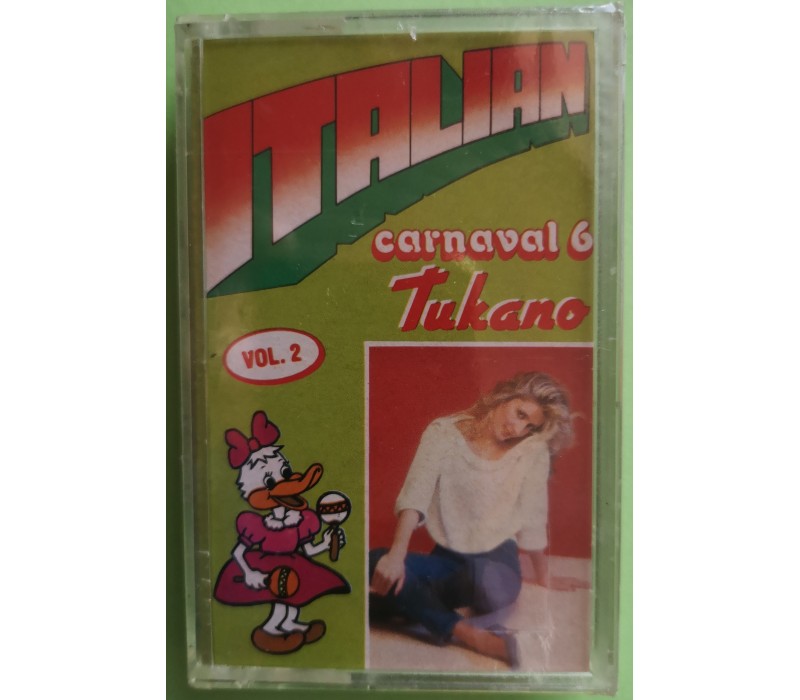 ITALIAN
carnaval 6
Tukano
VOL. 2